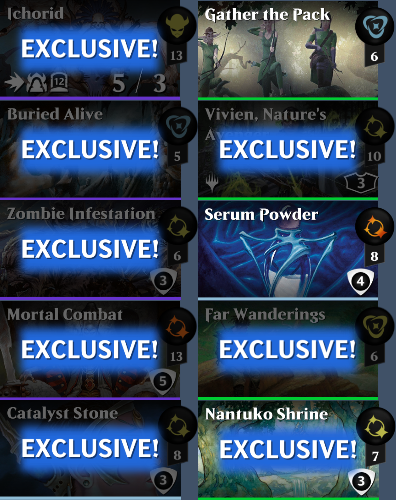 Ichorid
EXCLUSIVE!
13
12
5 / 3
Buried Alive
EXCLUSIVE!
5
Zombie Infestation
EXCLUSIVE!
6
3
Mortal Combat
EXCLUSIVE!
13
5
Catalyst Stone
EXCLUSIVE!
8
3
Gather the Pack
6
Vivien, Nature's
EXCLUSIVE!
10
3
Serum Powder
8
4
Far Wanderings
EXCLUSIVE!
6
Nantuko Shrine
EXCLUSIVE!
7
3